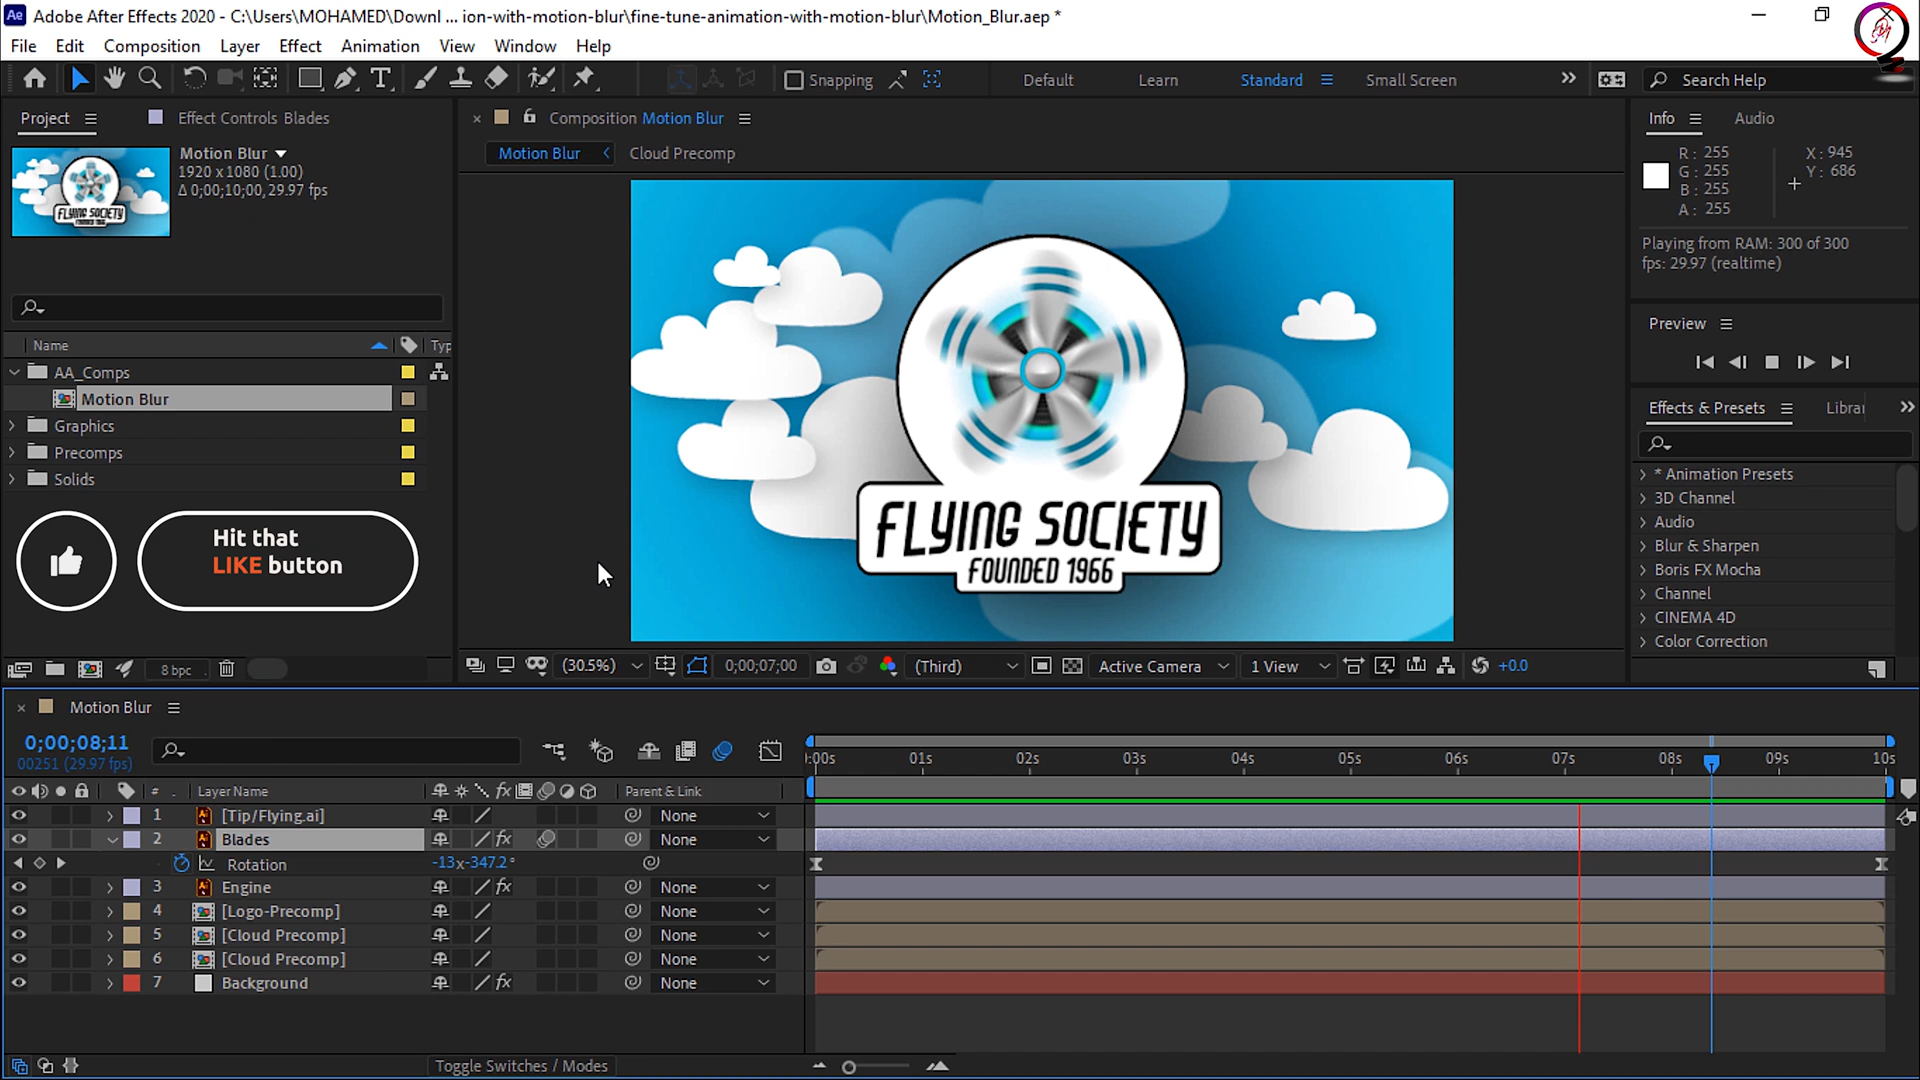 Adobe After Effects 2020 - C:\Users\MOHAMED\Downl ... ion-with-motion-blur\fine-tune-animation-with-motion-blur\Motion_Blur.aep *
File Edit Composition Layer Effect Animation View Window Help
Snapping Default Learn Standard Small Screen Search Help
Project Effect Controls Blades
Motion Blur
1920 x 1080 (1.00)
Δ 0;00;10;00, 29.97 fps
Name Typ
AA_Comps
Motion Blur
Graphics
Precomps
Solids
Hit that
LIKE button
8 bpc
Composition Motion Blur
Motion Blur Cloud Precomp
FLYING SOCIETY
FOUNDED 1966
(30.5%) 0;00;07;00 (Third) Active Camera 1 View +0.0
Info Audio
R: 255 X: 945
G: 255 Y: 686
B: 255
A: 255
Playing from RAM: 300 of 300
fps: 29.97 (realtime)
Preview
Effects & Presets Librar
* Animation Presets
3D Channel
Audio
Blur & Sharpen
Boris FX Mocha
Channel
CINEMA 4D
Color Correction
Motion Blur
0;00;08;11
00251 (29.97 fps)
:00s 01s 02s 03s 04s 05s 06s 07s 08s 09s 10s
# Layer Name fx Parent & Link
1 [Tip/Flying.ai] None
2 Blades fx None
Rotation -13x-347.2°
3 Engine fx None
4 [Logo-Precomp] None
5 [Cloud Precomp] None
6 [Cloud Precomp] None
7 Background fx None
Toggle Switches / Modes